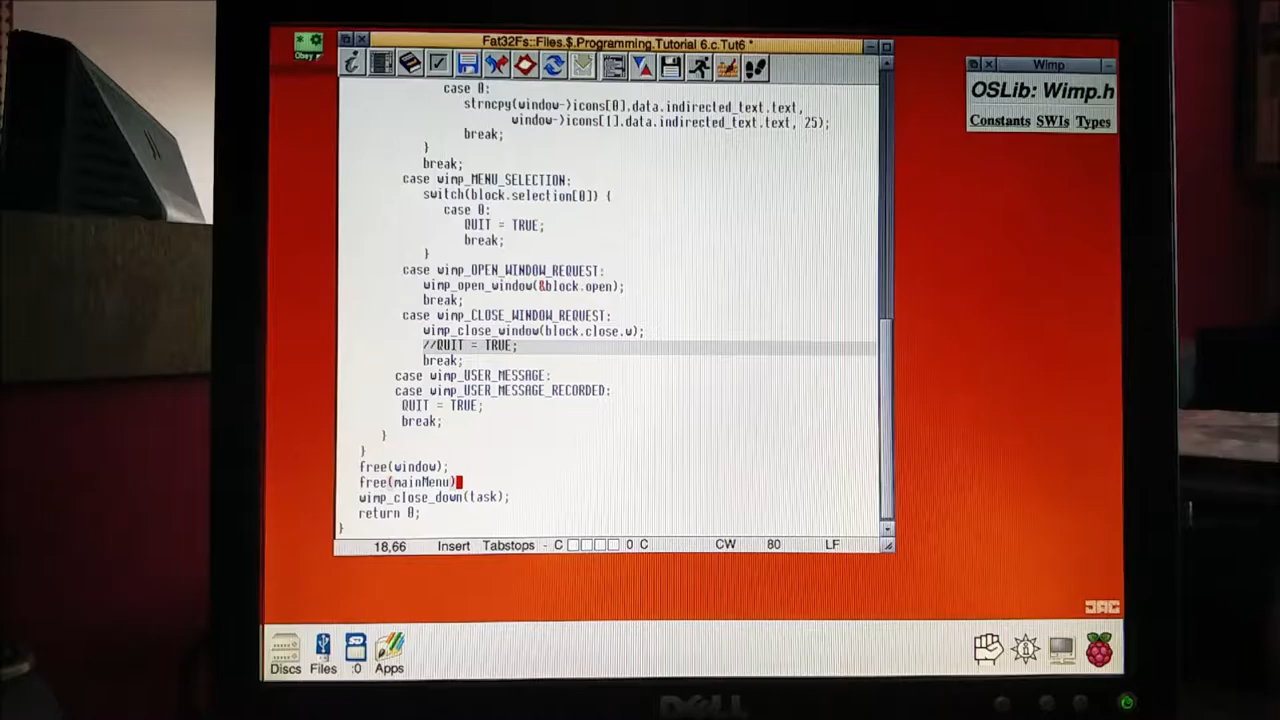 Obey
Fat32Fs::Files.$.Programming.Tutorial 6.c.Tut6 *
Wimp
OSLib: Wimp.h
Constants SWIs Types
case 0:
strncpy(window->icons[0].data.indirected_text.text,
window->icons[1].data.indirected_text.text, 25);
break;
}
break;
case wimp_MENU_SELECTION:
switch(block.selection[0]) {
case 0:
QUIT = TRUE;
break;
}
case wimp_OPEN_WINDOW_REQUEST:
wimp_open_window(&block.open);
break;
case wimp_CLOSE_WINDOW_REQUEST:
wimp_close_window(block.close.w);
//QUIT = TRUE;
break;
case wimp_USER_MESSAGE:
case wimp_USER_MESSAGE_RECORDED:
QUIT = TRUE;
break;
}
}
free(window);
free(mainMenu)
wimp_close_down(task);
return 0;
}
18,66 Insert Tabstops - C 0 C CW 80 LF
Discs Files :0 Apps
DELL